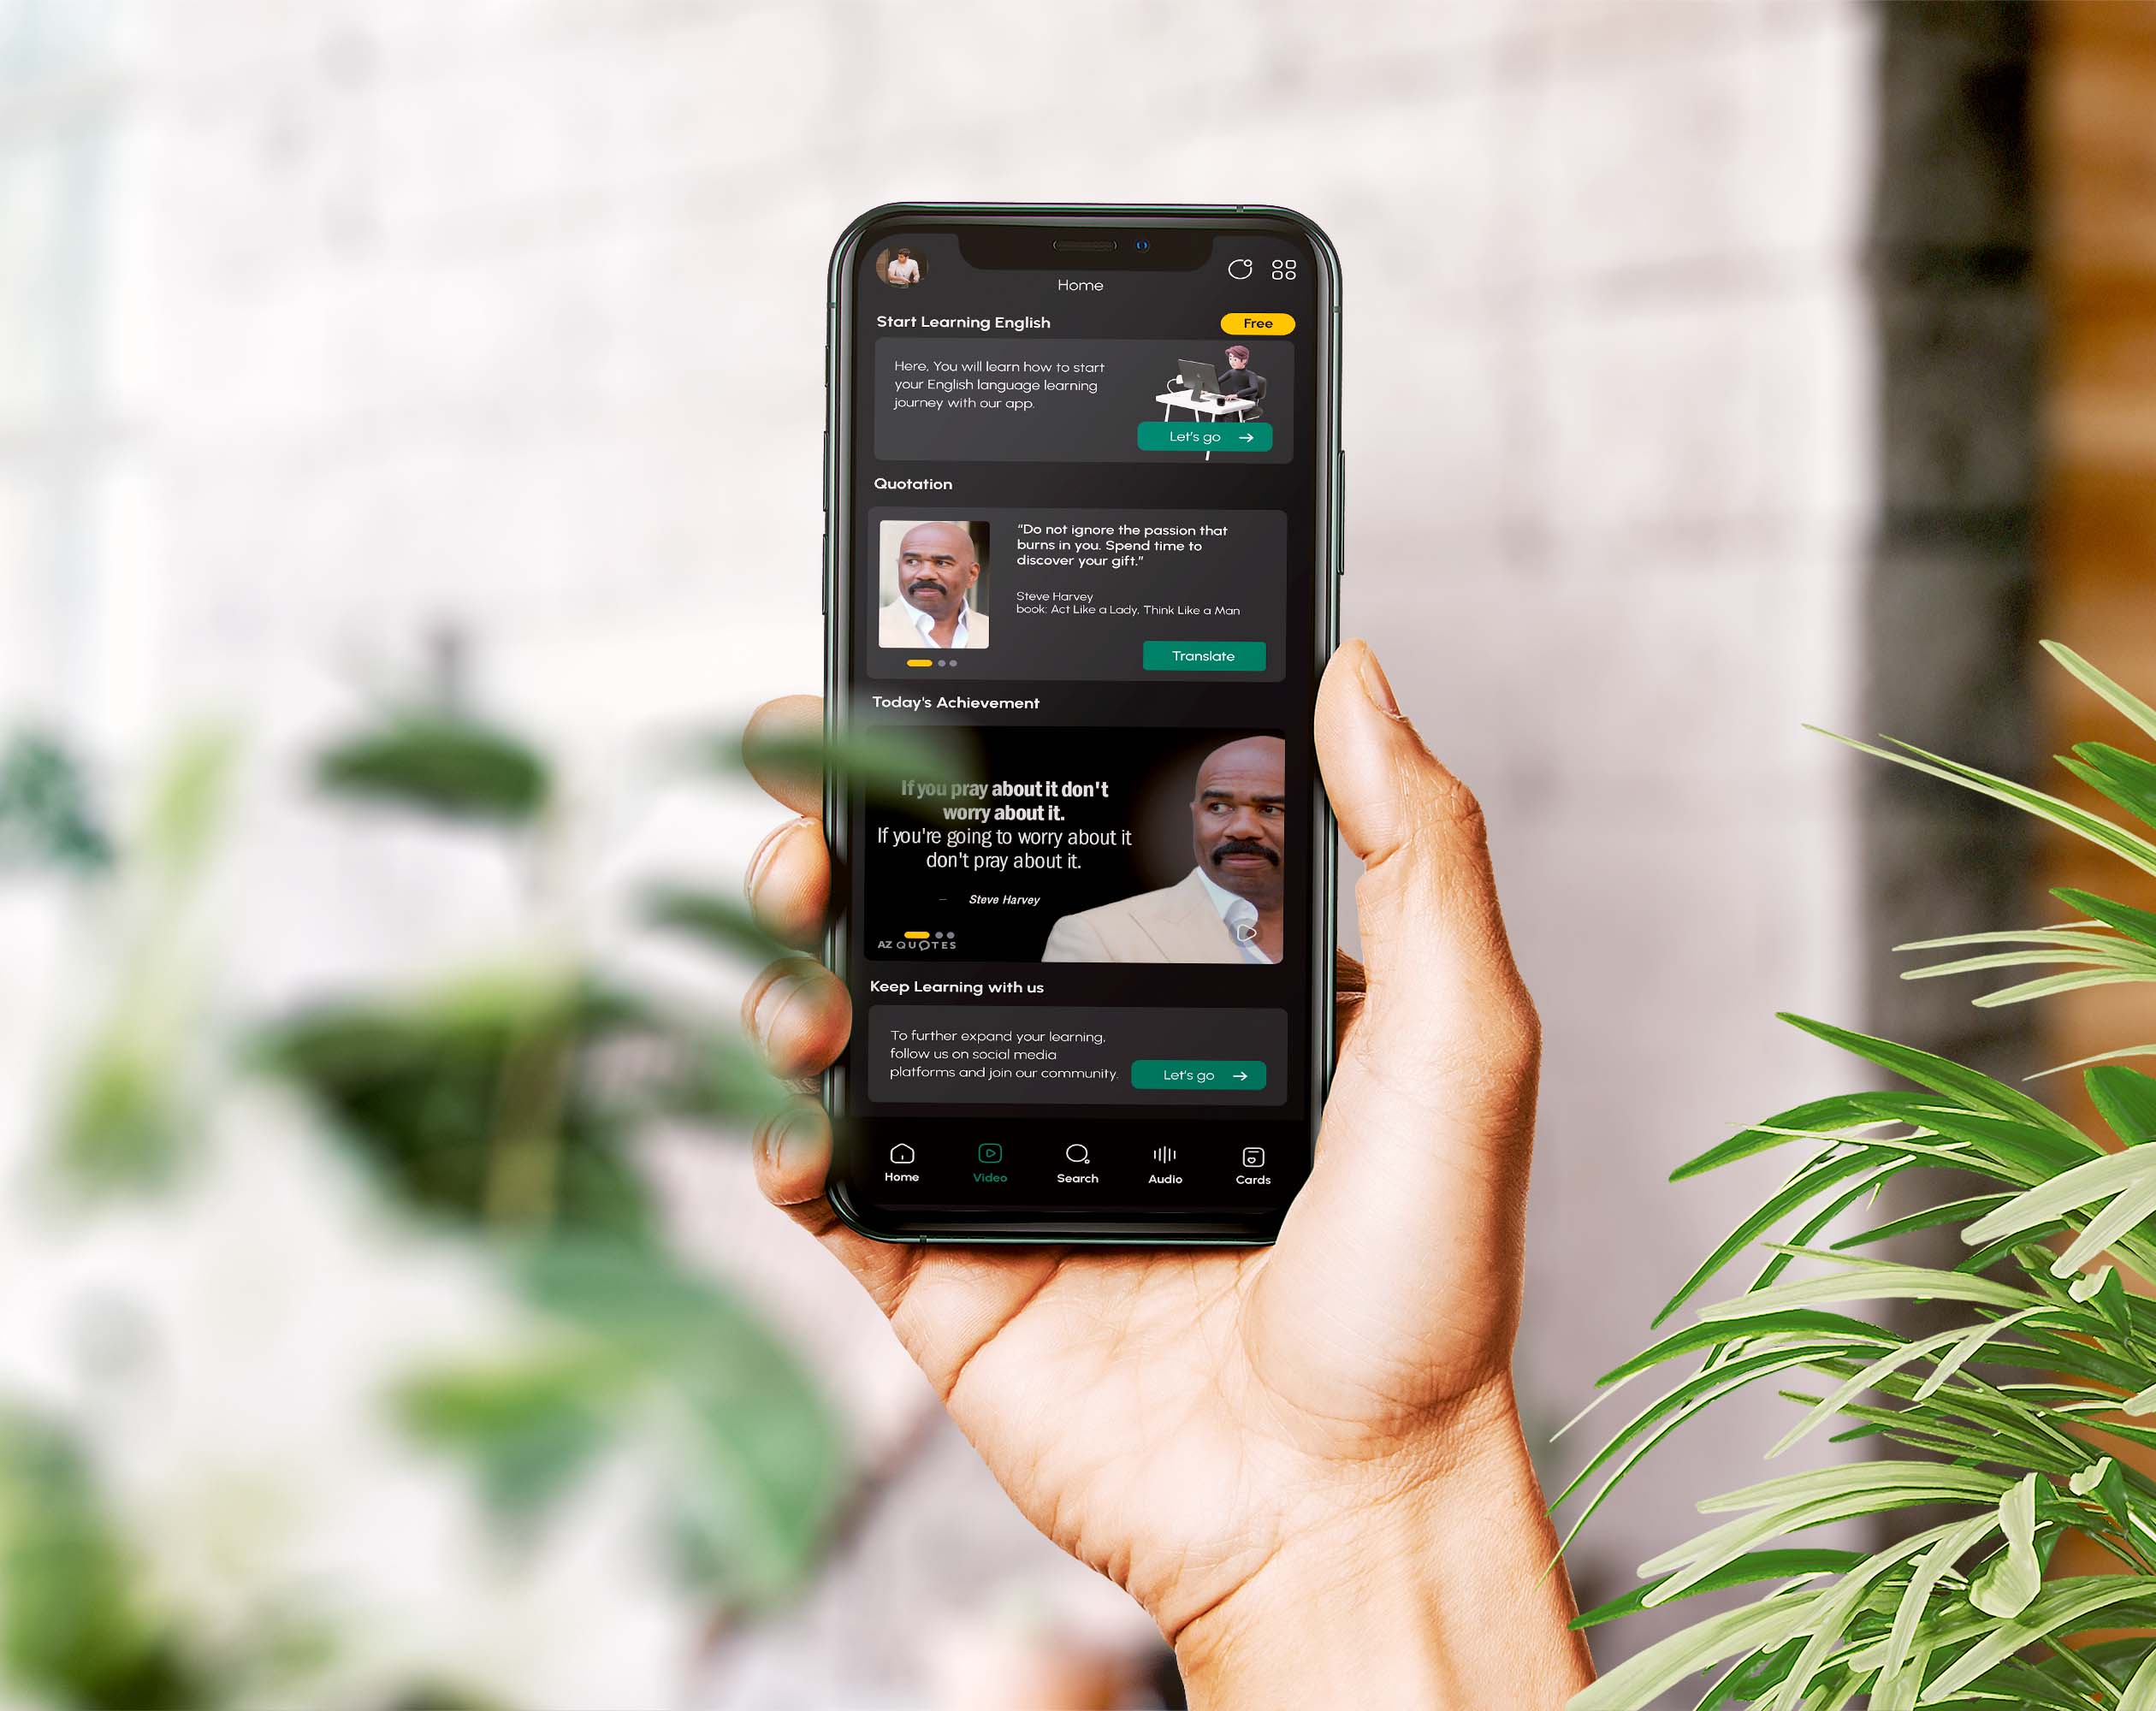 Home
Start Learning English
Free
Here, You will learn how to start
your English language learning
journey with our app.
Let's go
Quotation
"Do not ignore the passion that
burns in you. Spend time to
discover your gift."
Steve Harvey
book: Act Like a Lady, Think Like a Man
Translate
Today's Achievement
If you pray about it don't
worry about it.
If you're going to worry about it
don't pray about it.
— Steve Harvey
AZ QUOTES
Keep Learning with us
To further expand your learning,
follow us on social media
platforms and join our community.
Let's go
Home
Video
Search
Audio
Cards